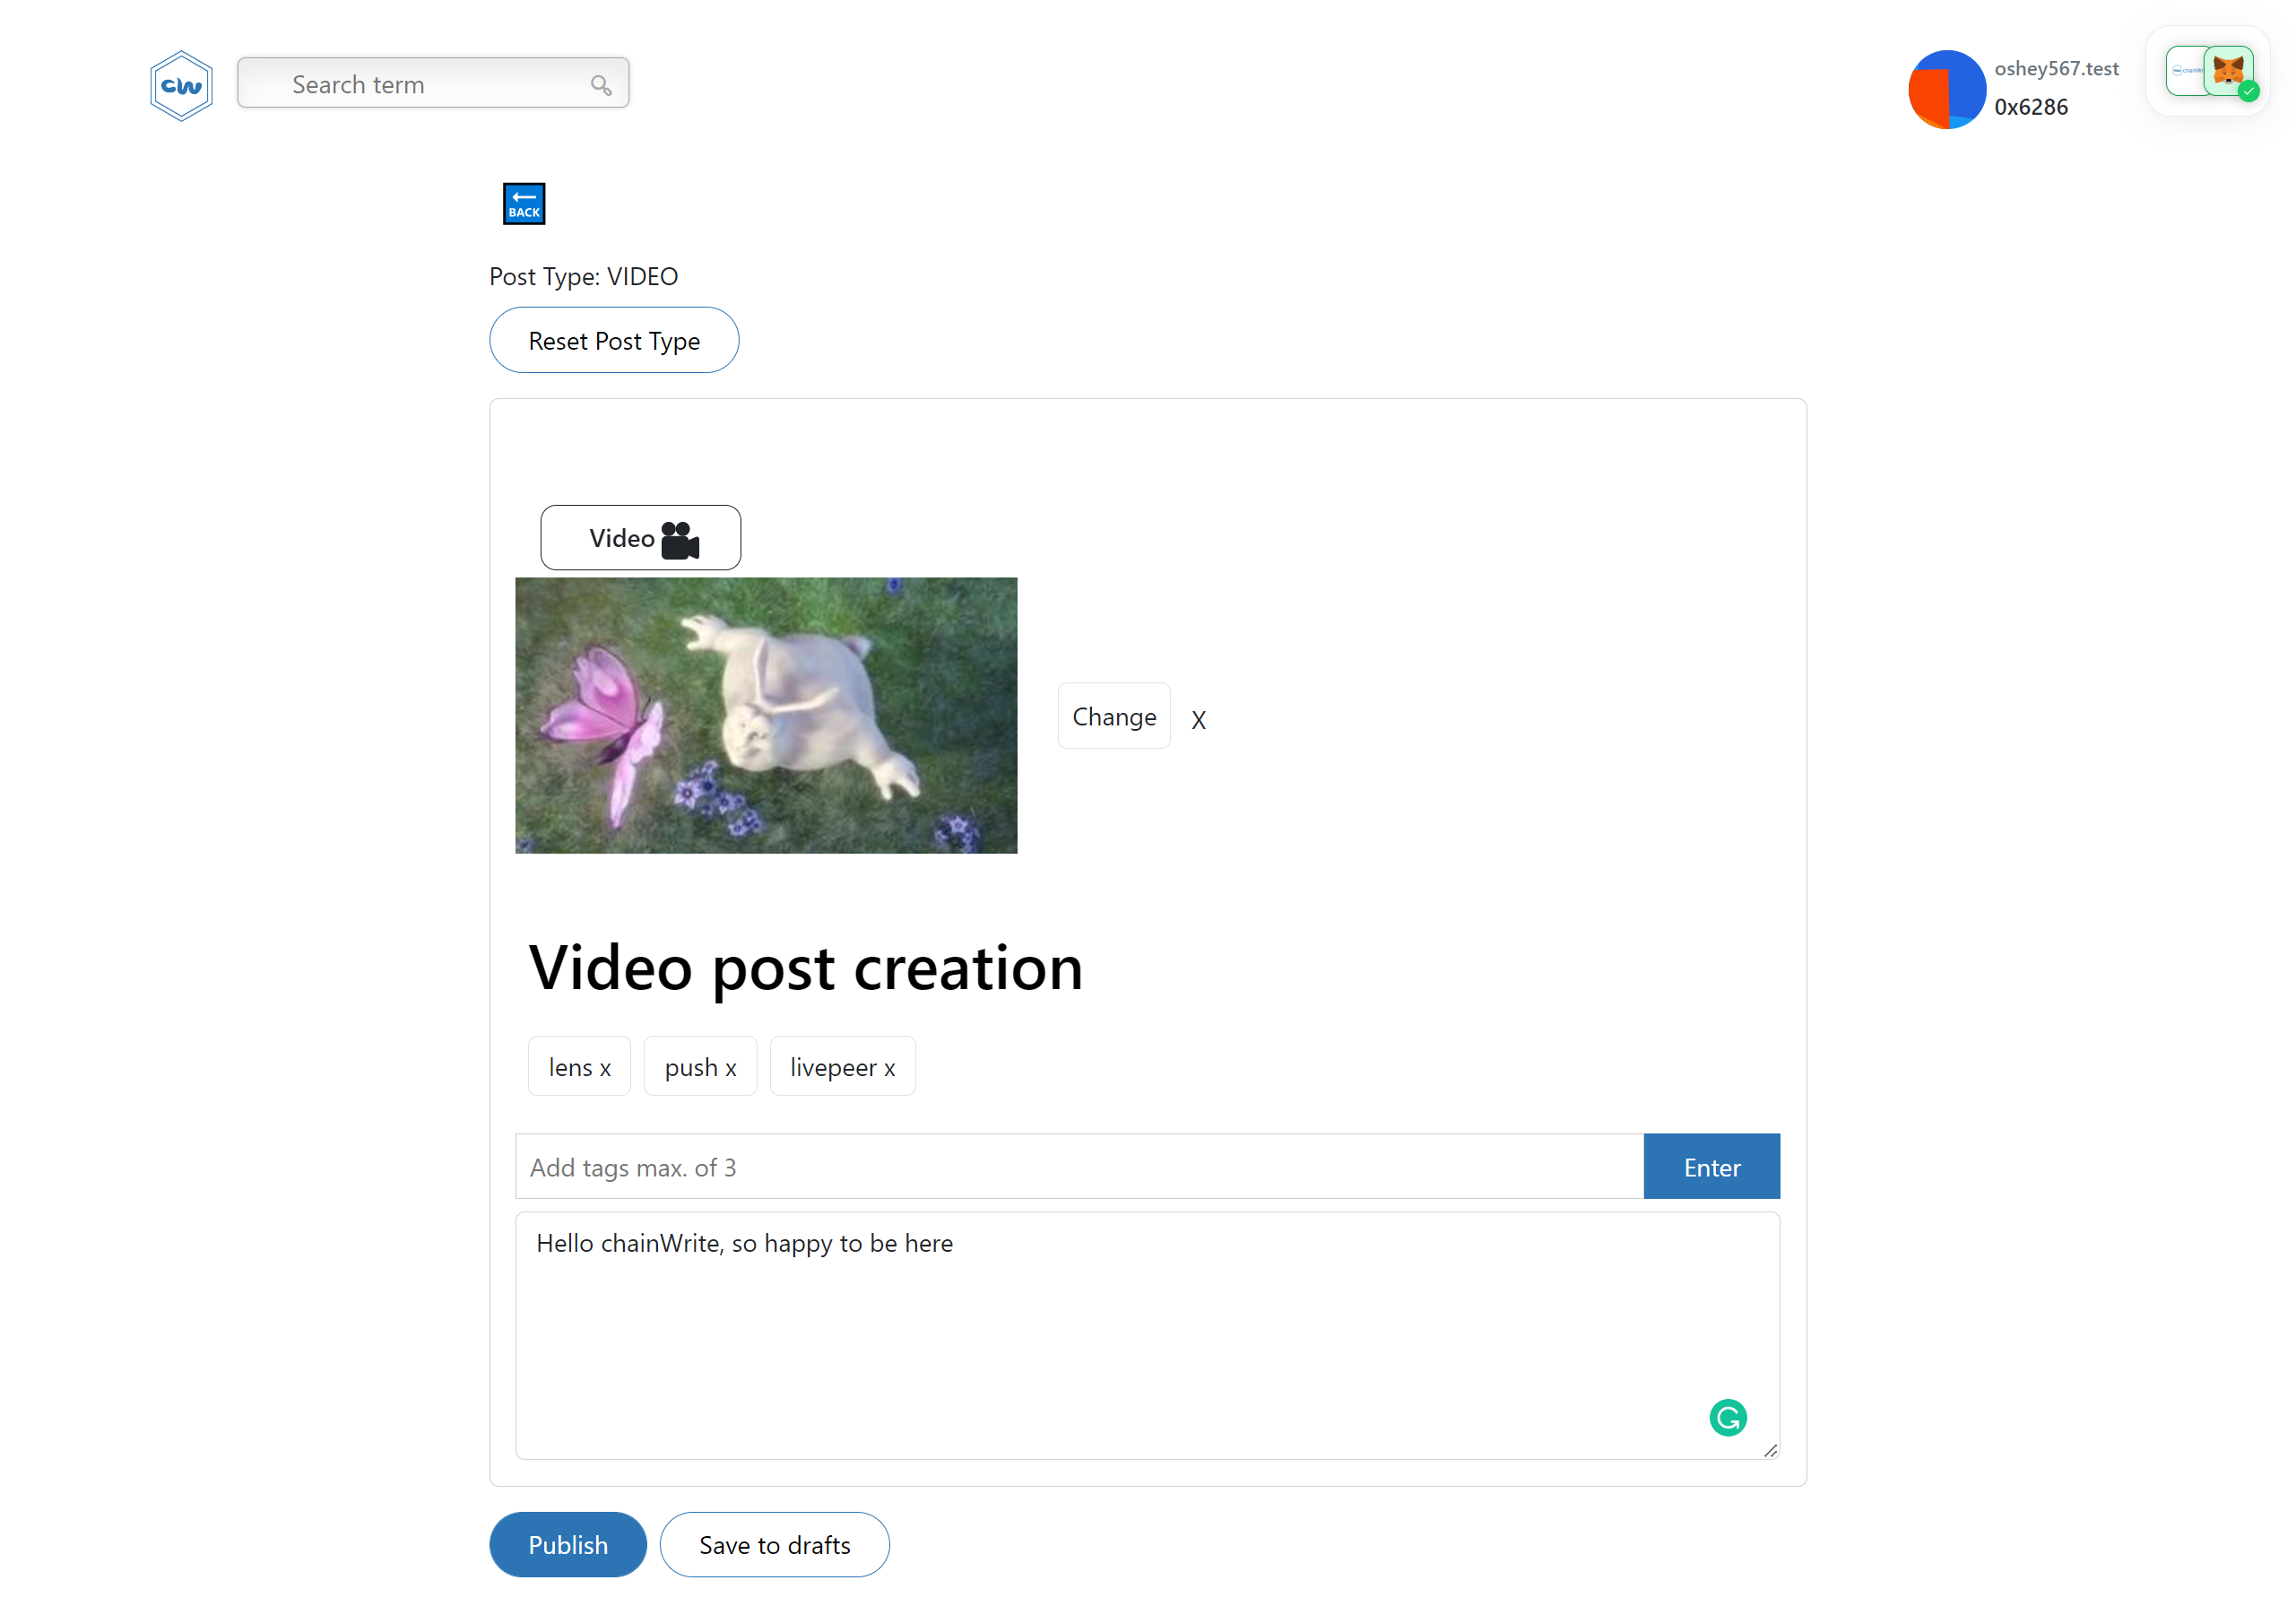 cw
Search term
oshey567.test
0x6286
BACK
Post Type: VIDEO
Reset Post Type
Video
Change
X
Video post creation
lens x
push x
livepeer x
Add tags max. of 3
Enter
Hello chainWrite, so happy to be here
Publish
Save to drafts